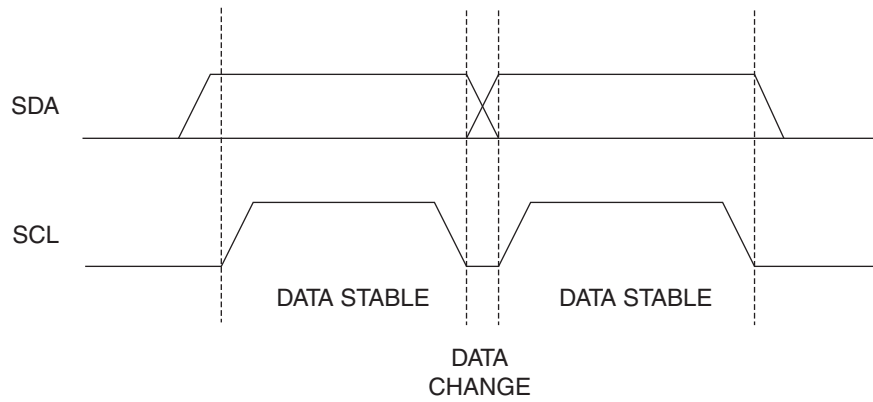 SDA
SCL
DATA STABLE
DATA STABLE
DATA
CHANGE